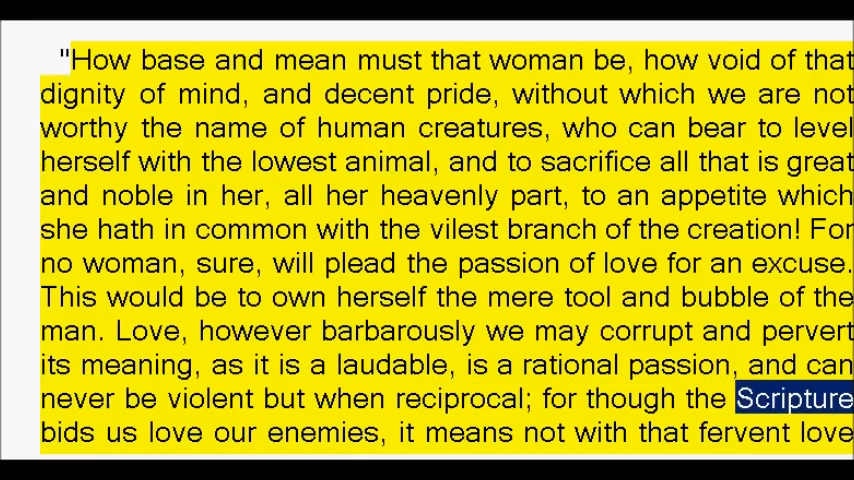 "How base and mean must that woman be, how void of that
dignity of mind, and decent pride, without which we are not
worthy the name of human creatures, who can bear to level
herself with the lowest animal, and to sacrifice all that is great
and noble in her, all her heavenly part, to an appetite which
she hath in common with the vilest branch of the creation! For
no woman, sure, will plead the passion of love for an excuse.
This would be to own herself the mere tool and bubble of the
man. Love, however barbarously we may corrupt and pervert
its meaning, as it is a laudable, is a rational passion, and can
never be violent but when reciprocal; for though the Scripture
bids us love our enemies, it means not with that fervent love